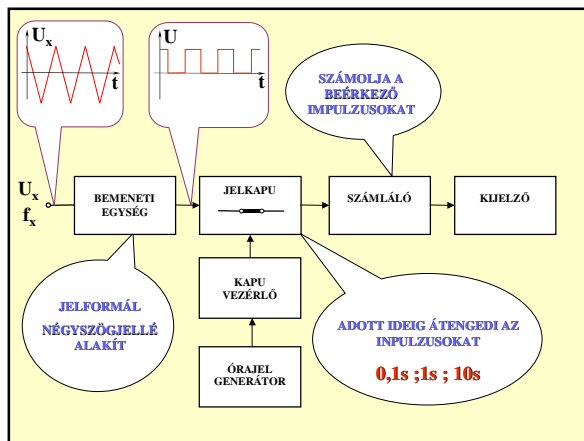 Uₓ
t
U
t
SZÁMOLJA A
BEÉRKEZŐ
IMPULZUSOKAT
Uₓ
fₓ
BEMENETI
EGYSÉG
JELKAPU
SZÁMLÁLÓ
KIJELZŐ
JELFORMÁL
NÉGYSZÖGJELLÉ
ALAKÍT
KAPU
VEZÉRLŐ
ADOTT IDEIG ÁTENGEDI AZ
INPULZUSOKAT
0,1s ;1s ; 10s
ÓRAJEL
GENERÁTOR